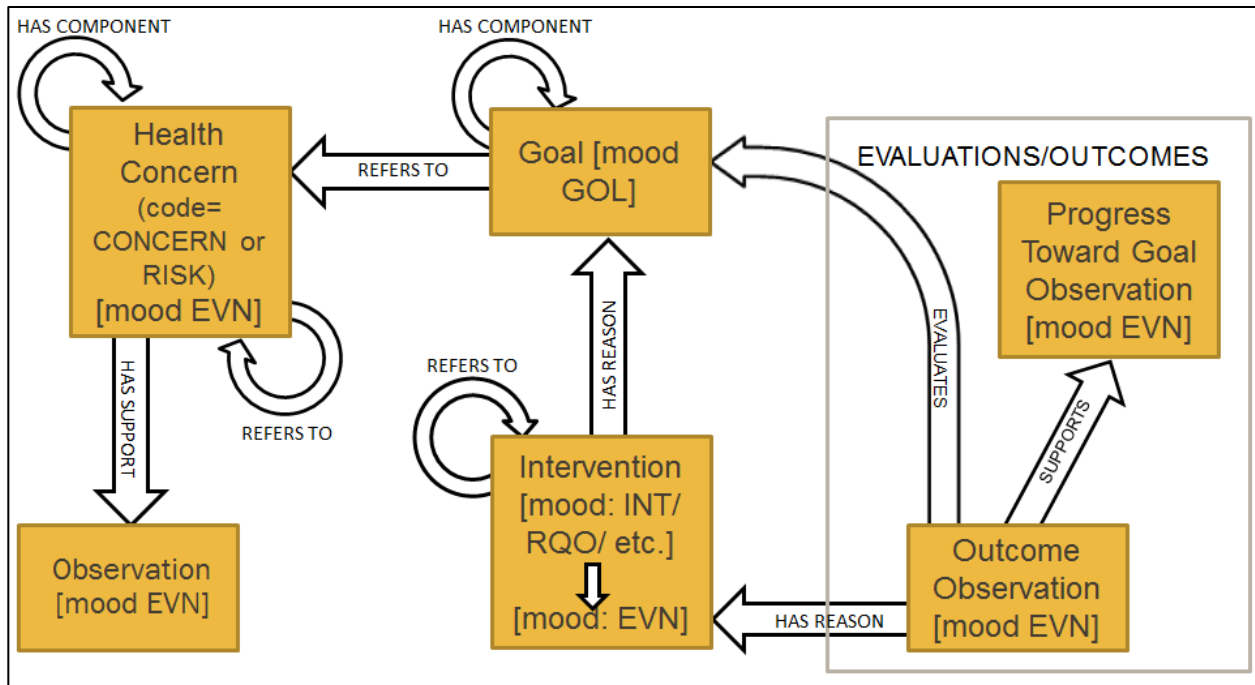 HAS COMPONENT
HAS COMPONENT
Health
Concern
(code=
CONCERN or
RISK)
[mood EVN]
REFERS TO
Goal [mood
GOL]
EVALUATIONS/OUTCOMES
Progress
Toward Goal
Observation
[mood EVN]
HAS SUPPORT
REFERS TO
REFERS TO
HAS REASON
EVALUATES
SUPPORTS
Observation
[mood EVN]
Intervention
[mood: INT/
RQO/ etc.]
[mood: EVN]
HAS REASON
Outcome
Observation
[mood EVN]